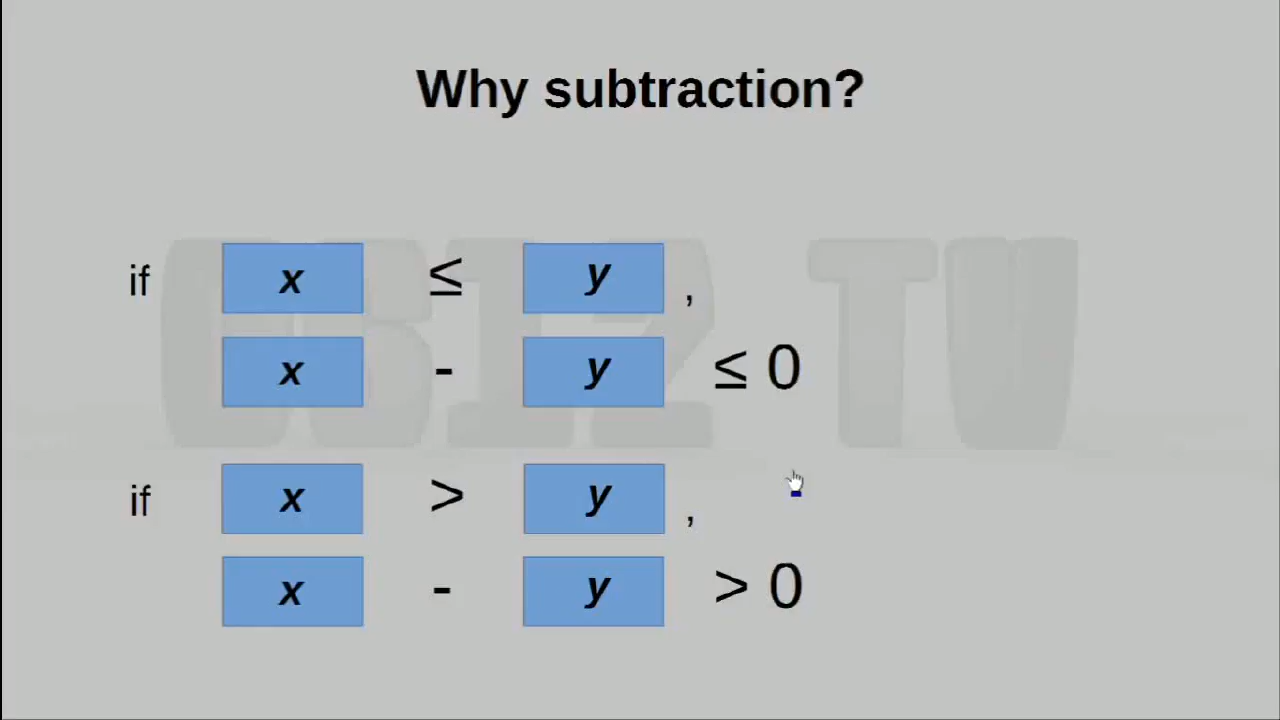 Why subtraction?
if x ≤ y ,
x - y ≤ 0
if x > y ,
x - y > 0